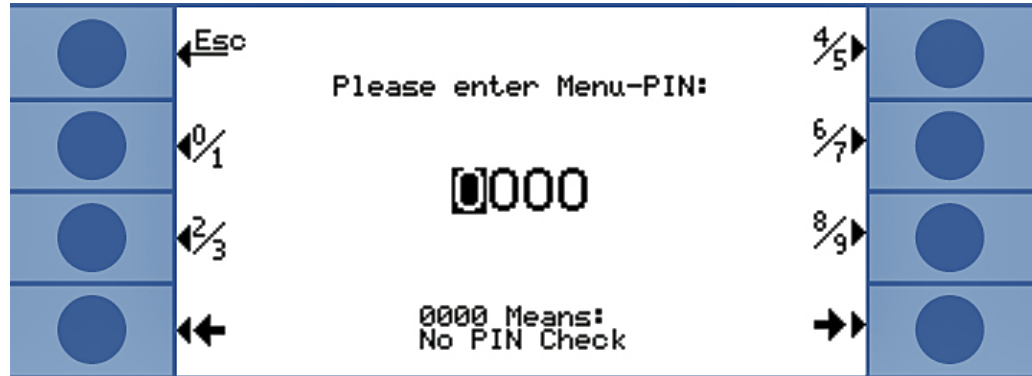 Esc
4/5
Please enter Menu-PIN:
0/1
6/7
0000
2/3
8/9
0000 Means:
No PIN Check